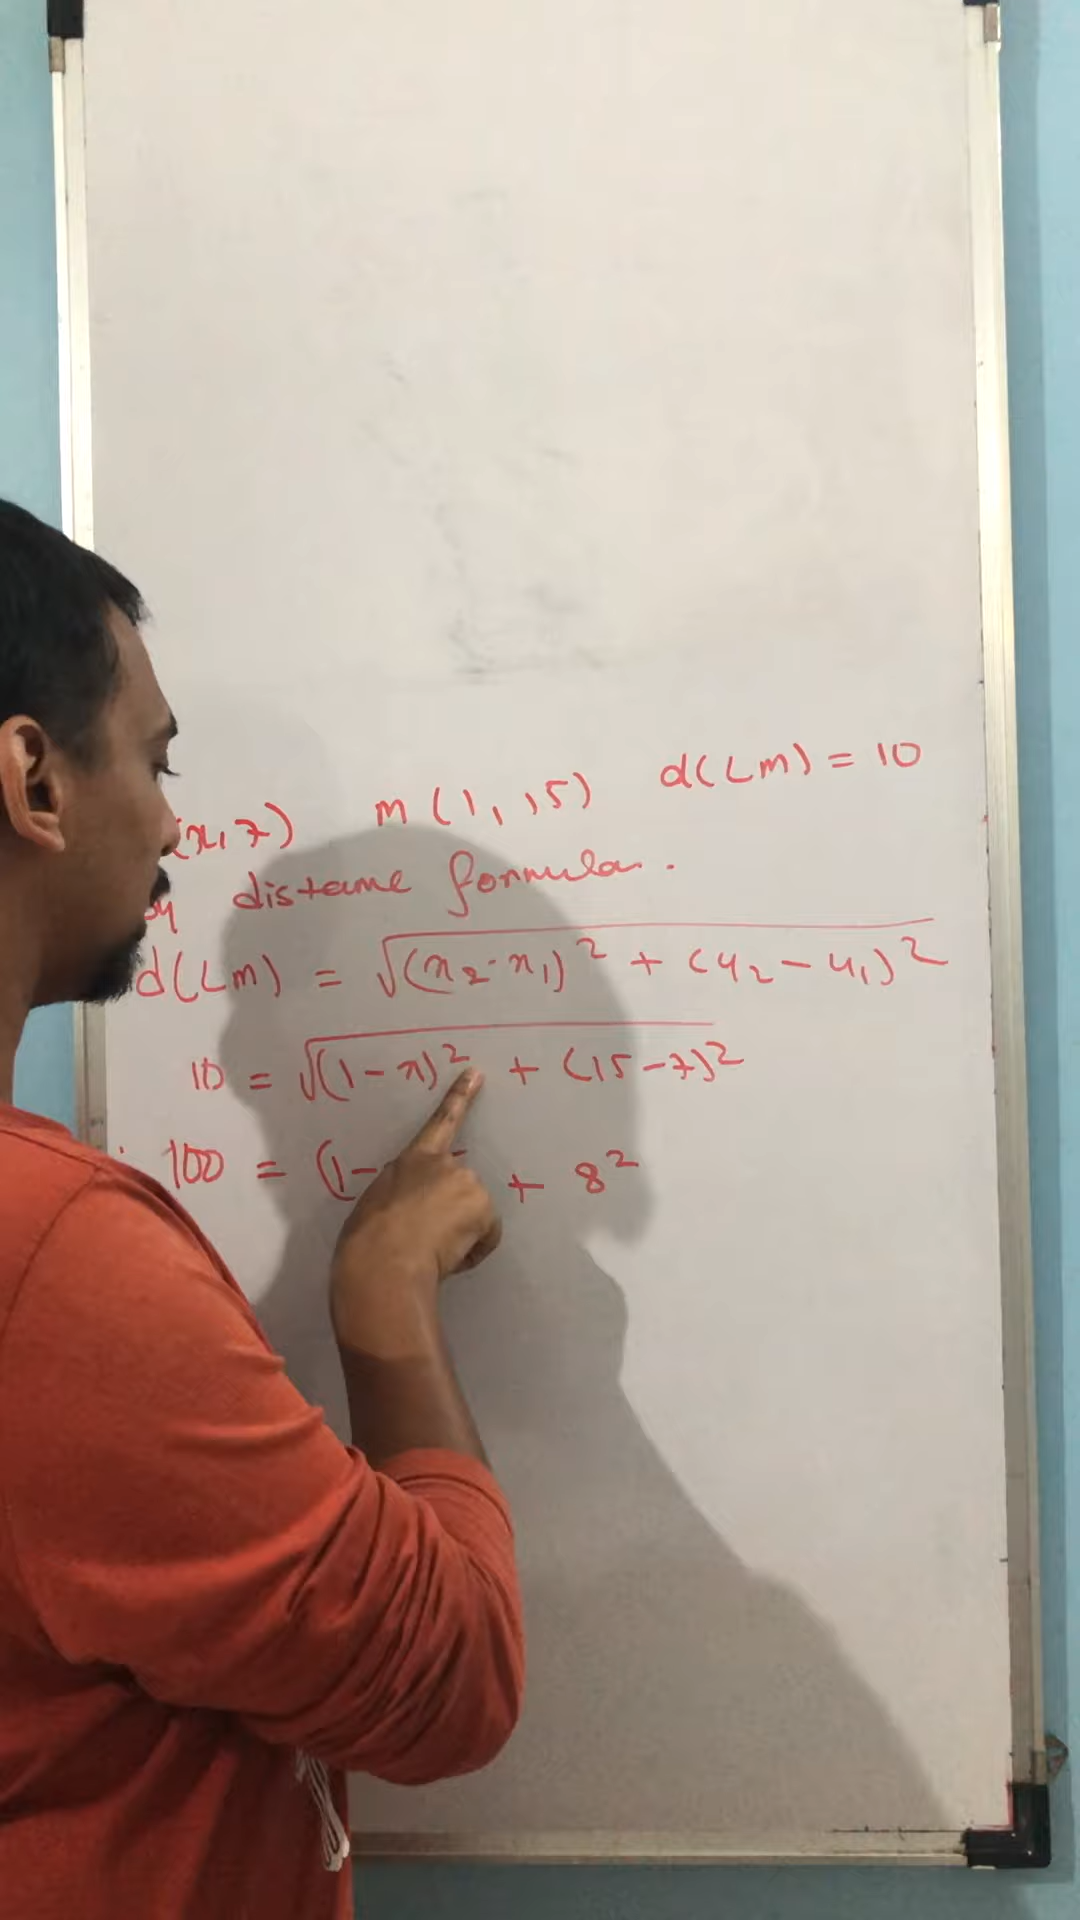 (x, 7) m (1, 15) d(Lm) = 10
by distance formula.
d(Lm) = √(x₂-x₁)² + (y₂-y₁)²
10 = √(1-x)² + (15-7)²
100 = (1- + 8²